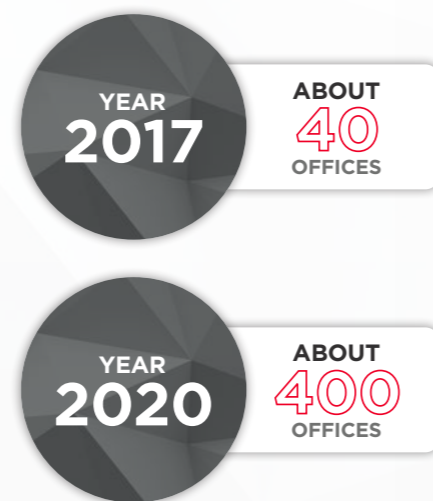 YEAR
2017
ABOUT
40
OFFICES
YEAR
2020
ABOUT
400
OFFICES